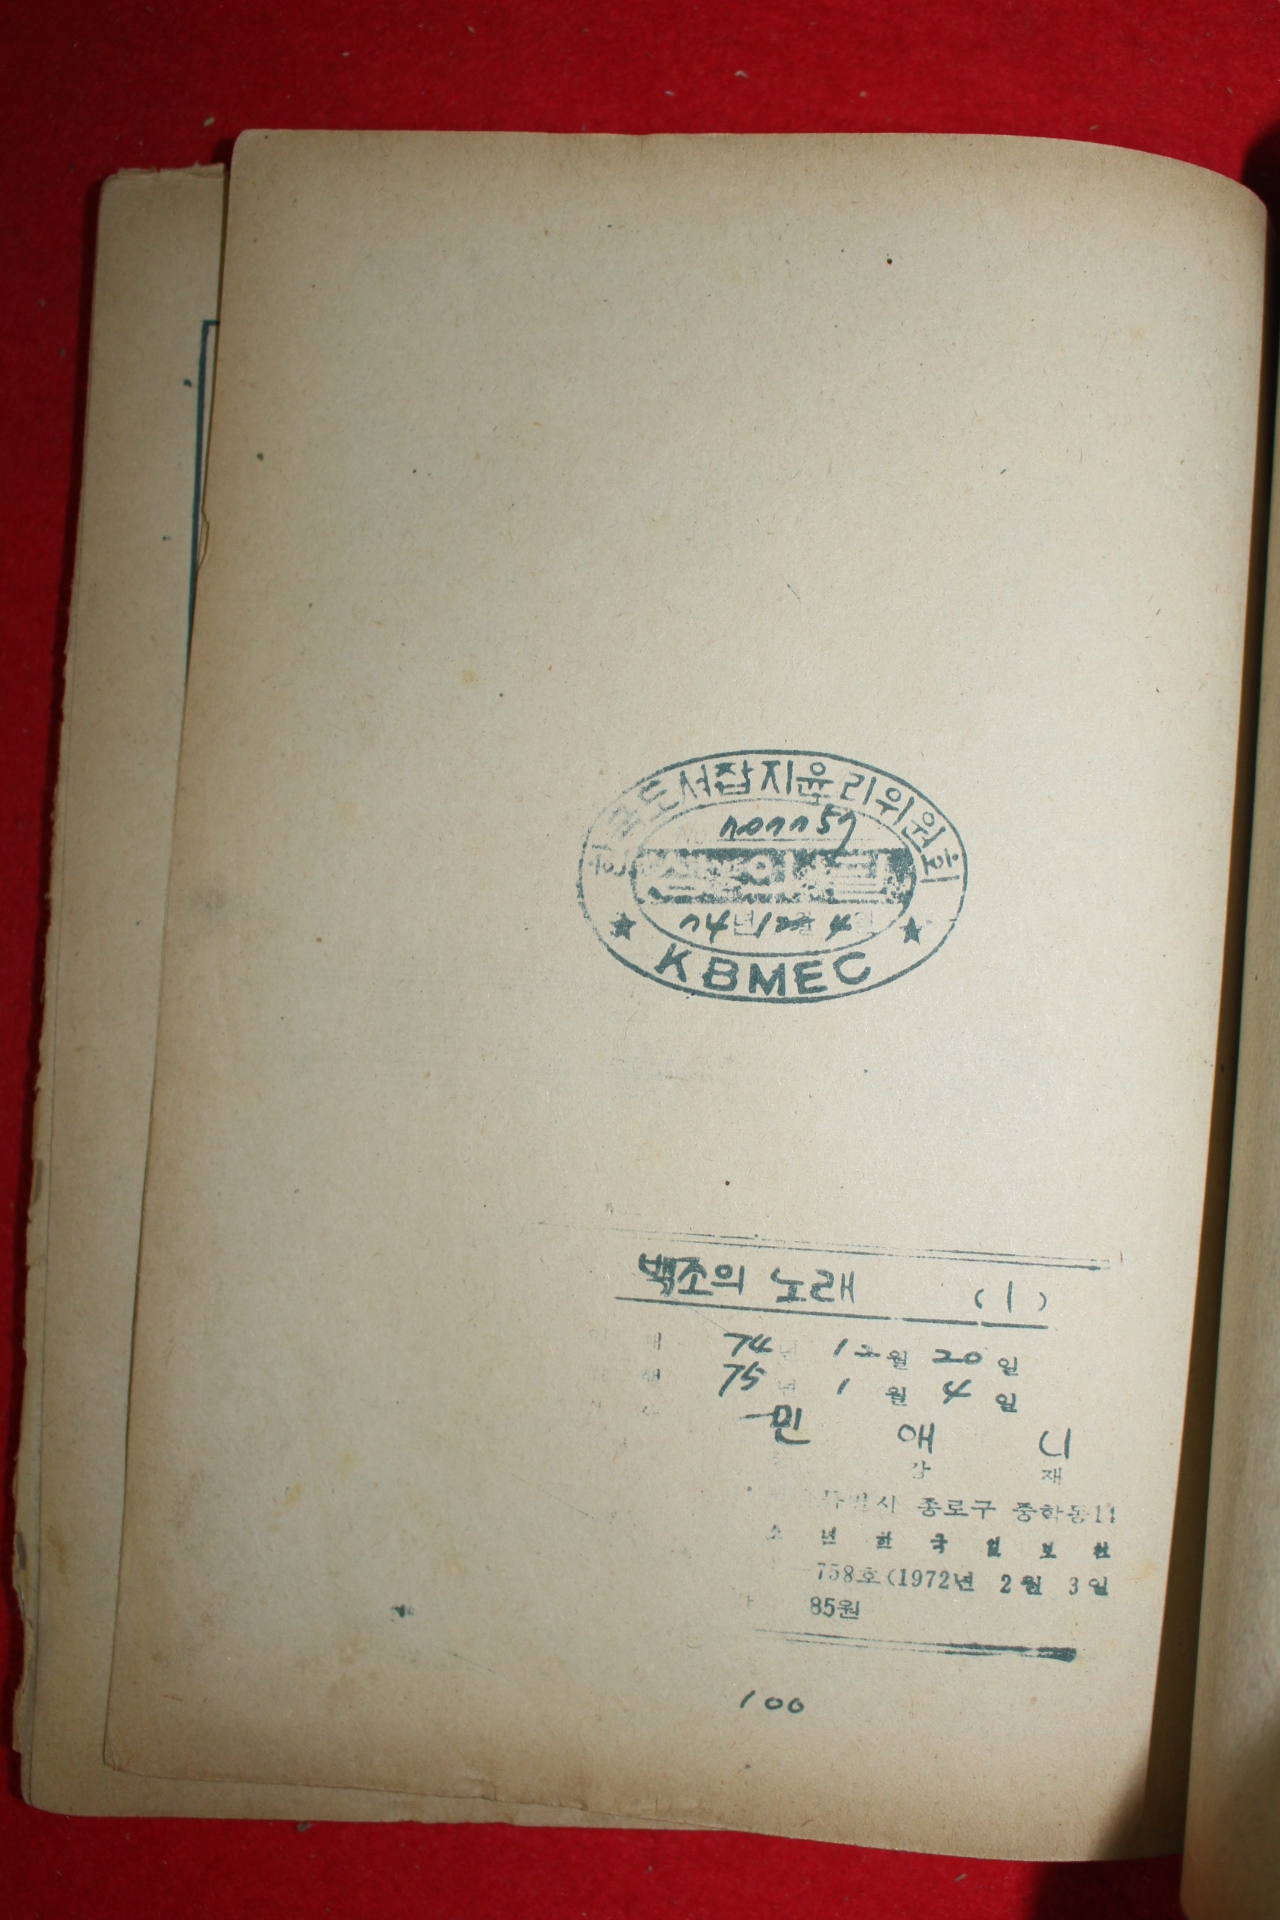 한국도서잡지윤리위원회
74년 12월 4일
KBMEC
백조의 노래 (1)
74년 12월 20일
75년 1월 4일
민 애 니
강 재
시 종로구 중학동11
소년한국일보社
758호(1972년 2월 3일
85원
100